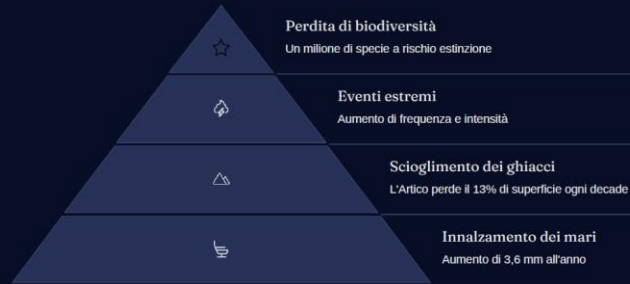 Perdita di biodiversità
Un milione di specie a rischio estinzione
Eventi estremi
Aumento di frequenza e intensità
Scioglimento dei ghiacci
L'Artico perde il 13% di superficie ogni decade
Innalzamento dei mari
Aumento di 3,6 mm all'anno